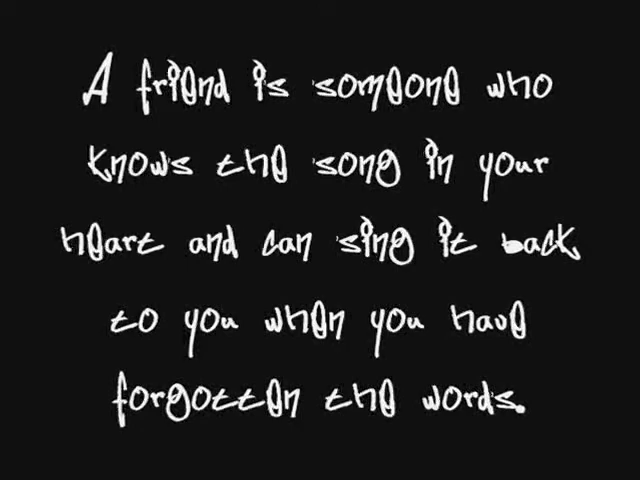 A friend is someone who
knows the song in your
heart and can sing it back
to you when you have
forgotten the words.